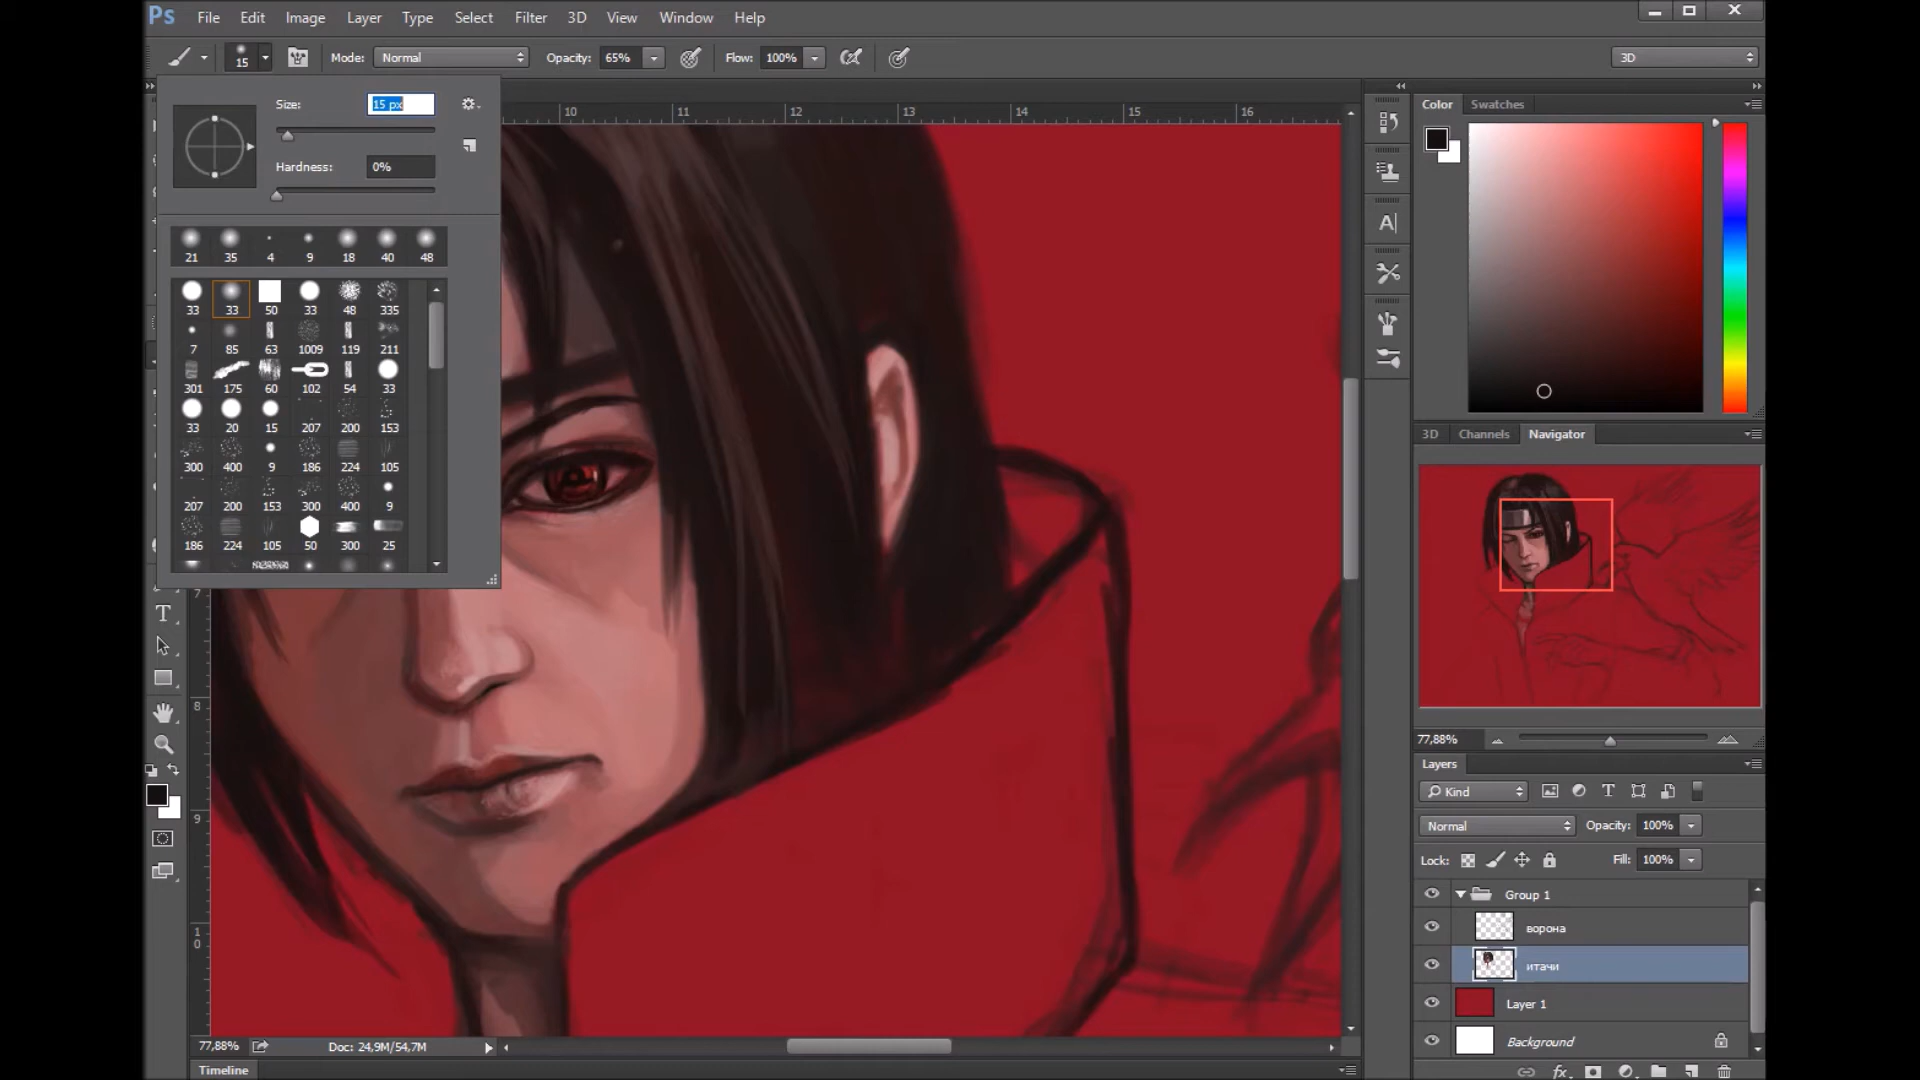 Ps File Edit Image Layer Type Select Filter 3D View Window Help
15 Mode: Normal Opacity: 65% Flow: 100% 3D
Size: 15 px
Hardness: 0%
21 35 4 9 18 40 48
33 33 50 33 48 335
7 85 63 1009 119 211
301 175 60 102 54 33
33 20 15 207 200 153
300 400 9 186 224 105
207 200 153 300 400 9
186 224 105 50 300 25
10 11 12 13 14 15 16
7
8
9
10
T
77,88% Doc: 24,9M/54,7M
Timeline
A|
Color Swatches
3D Channels Navigator
77,88%
Layers
Kind T
Normal Opacity: 100%
Lock: Fill: 100%
Group 1
ворона
итачи
Layer 1
Background
fx